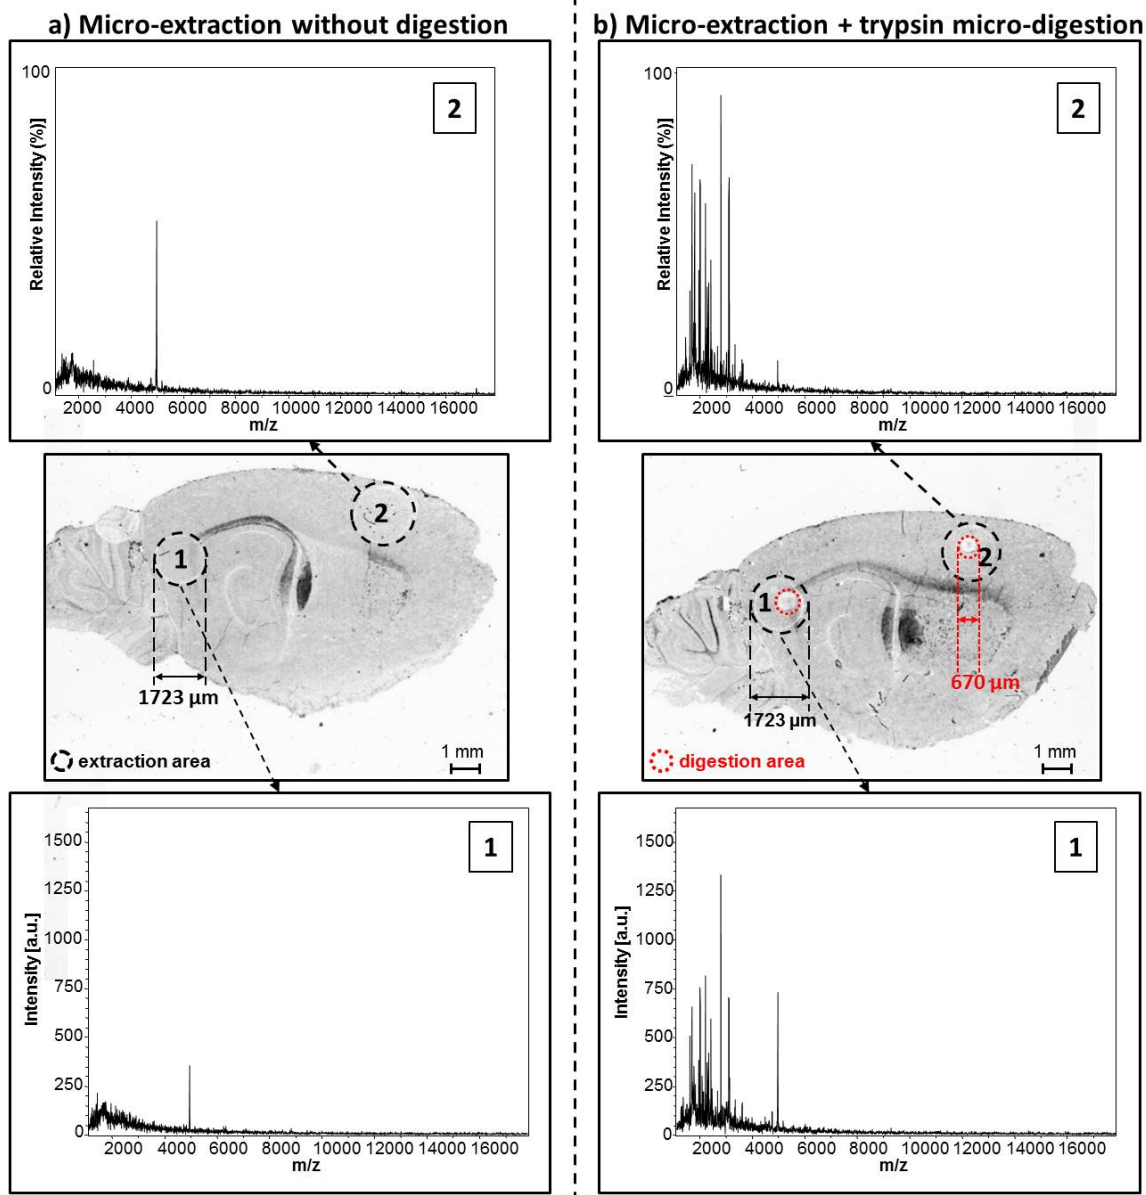 a) Micro-extraction without digestion
100
2
Relative Intensity (%)
0
2000 4000 6000 8000 10000 12000 14000 16000
m/z
2
1
1723 µm
extraction area
1 mm
1500
1
1250
1000
Intensity [a.u.]
750
500
250
0
2000 4000 6000 8000 10000 12000 14000 16000
m/z
b) Micro-extraction + trypsin micro-digestion
100
2
Relative Intensity (%)
0
2000 4000 6000 8000 10000 12000 14000 16000
m/z
2
1
670 µm
1723 µm
digestion area
1 mm
1500
1
1250
1000
Intensity [a.u.]
750
500
250
0
2000 4000 6000 8000 10000 12000 14000 16000
m/z